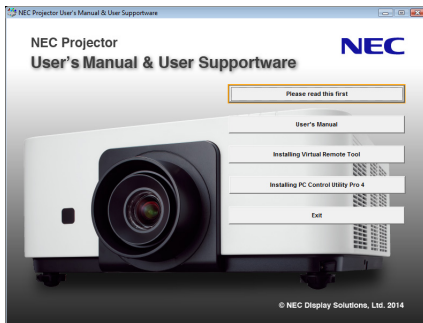 NEC Projector User's Manual & User Supportware
NEC Projector
NEC
User's Manual & User Supportware
Please read this first
User's Manual
Installing Virtual Remote Tool
Installing PC Control Utility Pro 4
Exit
© NEC Display Solutions, Ltd. 2014